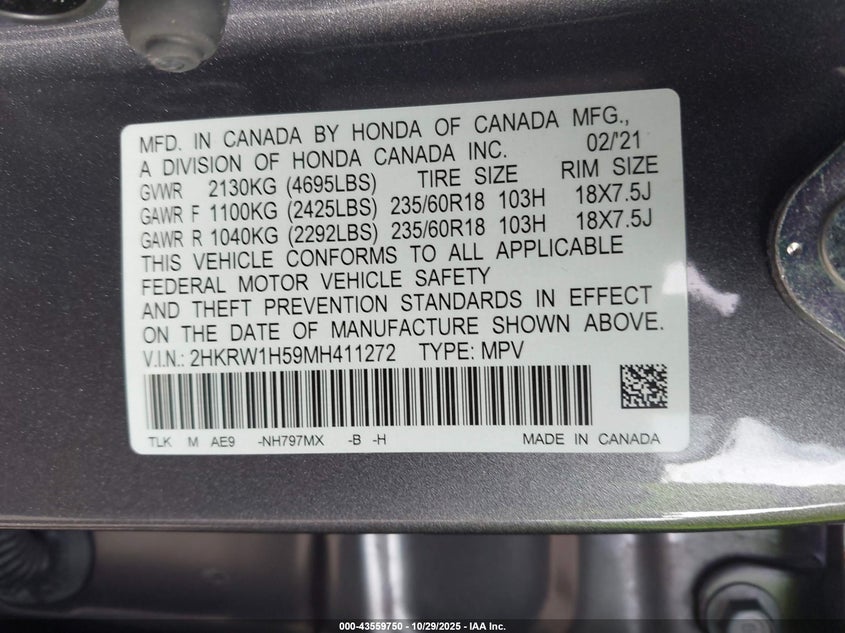 MFD. IN CANADA BY HONDA OF CANADA MFG.,
A DIVISION OF HONDA CANADA INC. 02/'21
GVWR 2130KG (4695LBS) TIRE SIZE RIM SIZE
GAWR F 1100KG (2425LBS) 235/60R18 103H 18X7.5J
GAWR R 1040KG (2292LBS) 235/60R18 103H 18X7.5J
THIS VEHICLE CONFORMS TO ALL APPLICABLE
FEDERAL MOTOR VEHICLE SAFETY
AND THEFT PREVENTION STANDARDS IN EFFECT
ON THE DATE OF MANUFACTURE SHOWN ABOVE.
V.I.N.: 2HKRW1H59MH411272 TYPE: MPV
TLK M AE9 -NH797MX -B -H MADE IN CANADA
000-43559750 - 10/29/2025 - IAA Inc.